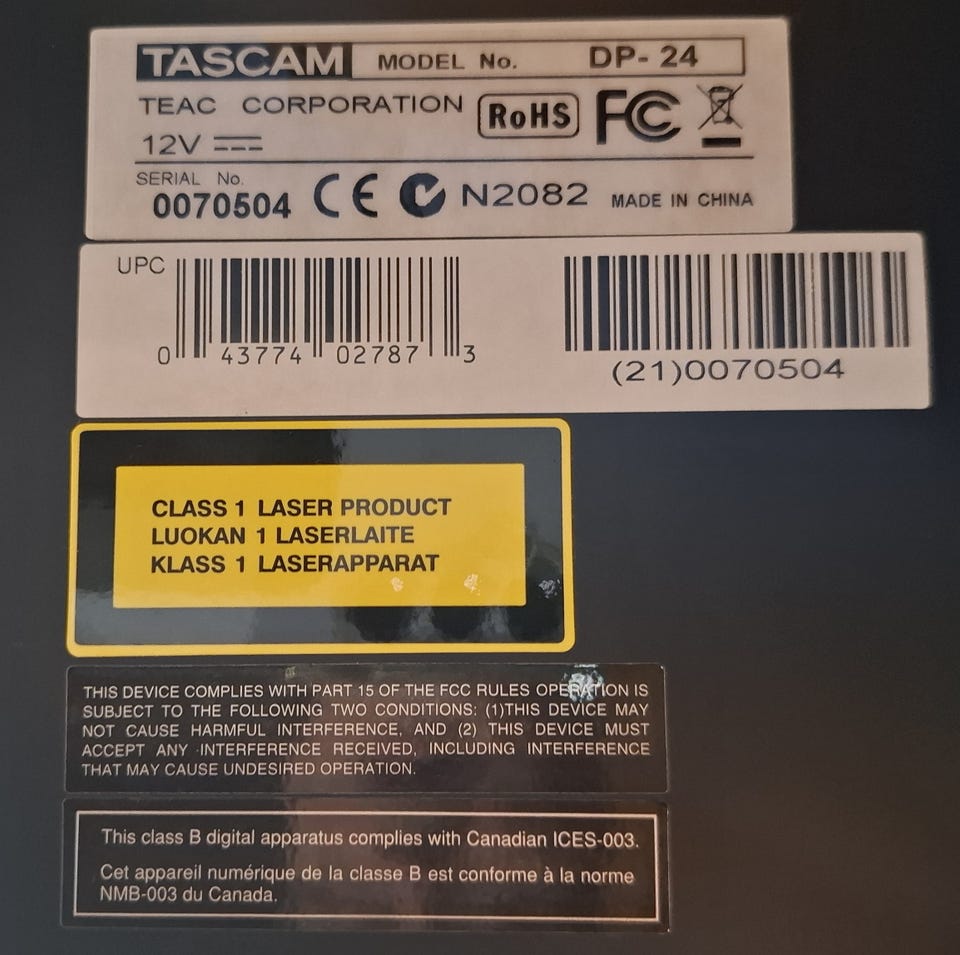 TASCAM MODEL No. DP-24
TEAC CORPORATION RoHS FC
12V
SERIAL No.
0070504 CE N2082 MADE IN CHINA
UPC
0 43774 02787 3
(21)0070504
CLASS 1 LASER PRODUCT
LUOKAN 1 LASERLAITE
KLASS 1 LASERAPPARAT
THIS DEVICE COMPLIES WITH PART 15 OF THE FCC RULES OPERATION IS
SUBJECT TO THE FOLLOWING TWO CONDITIONS: (1)THIS DEVICE MAY
NOT CAUSE HARMFUL INTERFERENCE, AND (2) THIS DEVICE MUST
ACCEPT ANY INTERFERENCE RECEIVED, INCLUDING INTERFERENCE
THAT MAY CAUSE UNDESIRED OPERATION.
This class B digital apparatus complies with Canadian ICES-003.
Cet appareil numérique de la classe B est conforme à la norme
NMB-003 du Canada.